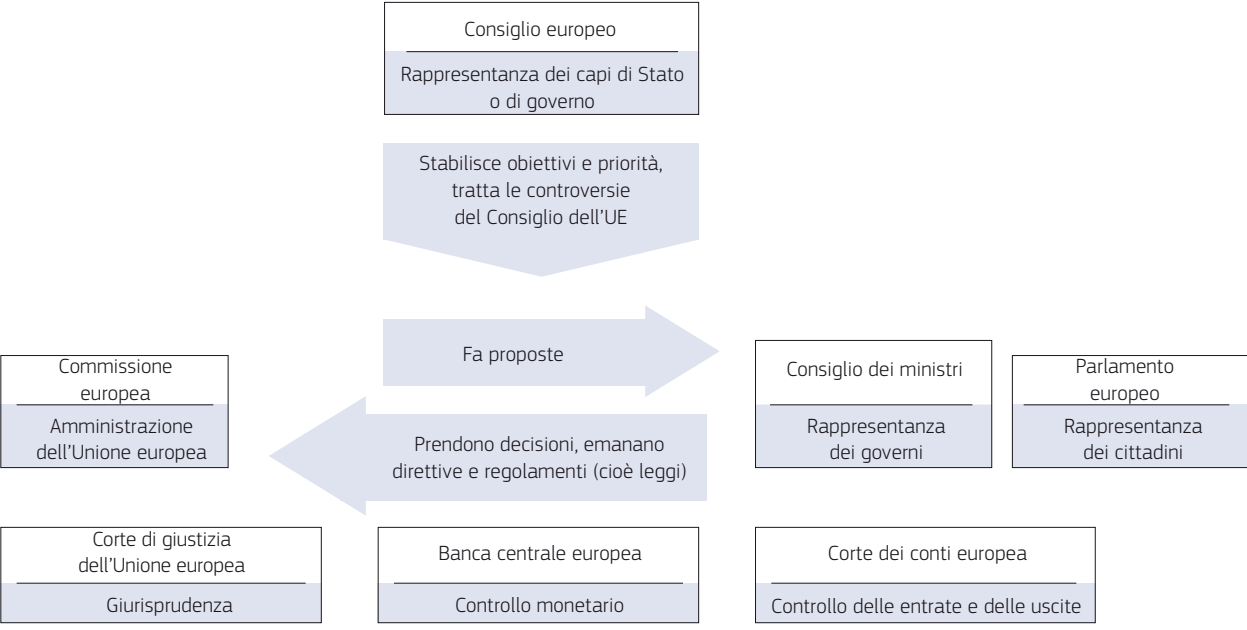 Consiglio europeo
Rappresentanza dei capi di Stato
o di governo
Stabilisce obiettivi e priorità,
tratta le controversie
del Consiglio dell’UE
Fa proposte
Commissione
europea
Amministrazione
dell’Unione europea
Consiglio dei ministri
Rappresentanza
dei governi
Parlamento
europeo
Rappresentanza
dei cittadini
Prendono decisioni, emanano
direttive e regolamenti (cioè leggi)
Corte di giustizia
dell’Unione europea
Giurisprudenza
Banca centrale europea
Controllo monetario
Corte dei conti europea
Controllo delle entrate e delle uscite